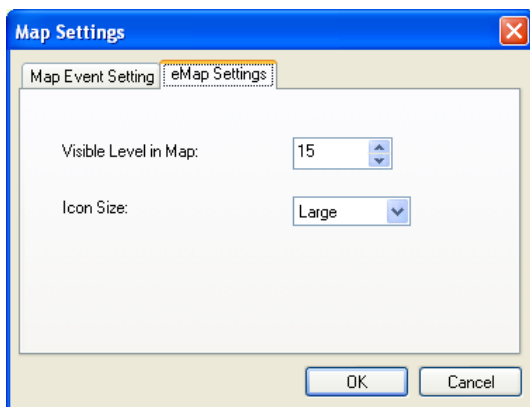 Map Settings
Map Event Setting eMap Settings
Visible Level in Map: 15
Icon Size: Large
OK Cancel